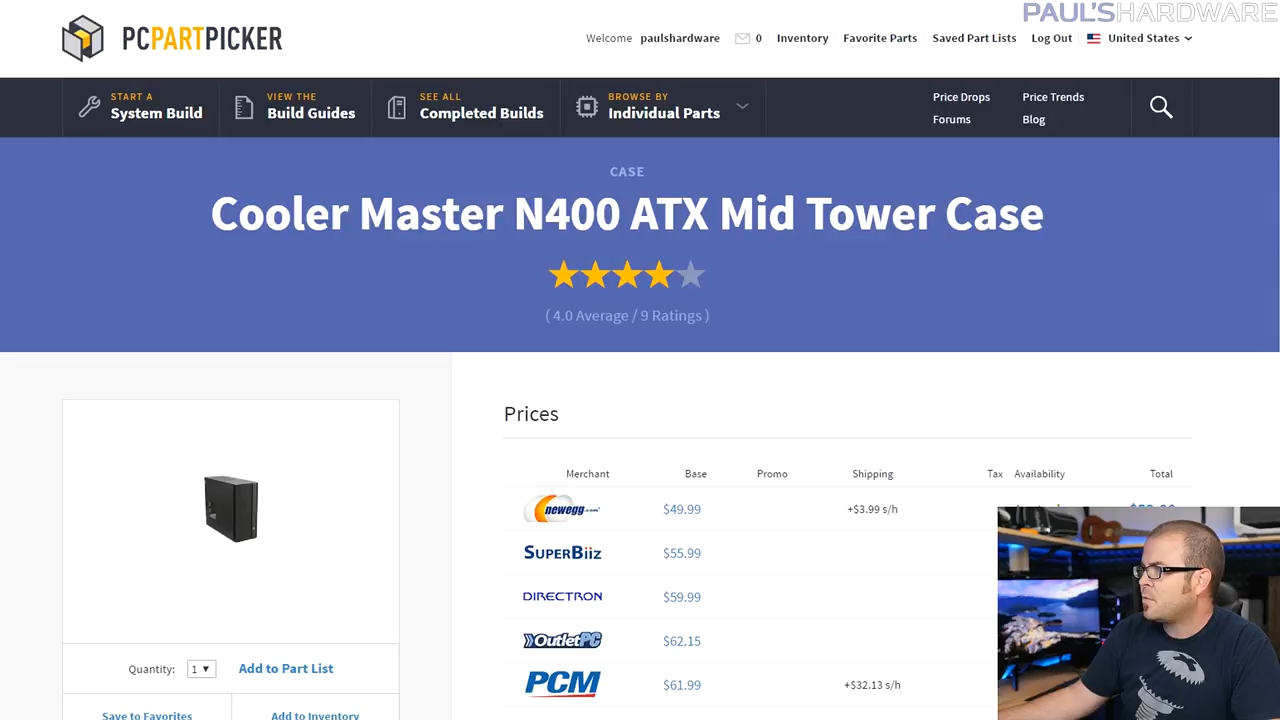 PAUL'SHARDWARE
PCPARTPICKER
Welcome paulshardware 0 Inventory Favorite Parts Saved Part Lists Log Out United States
START A
System Build
VIEW THE
Build Guides
SEE ALL
Completed Builds
BROWSE BY
Individual Parts
Price Drops Price Trends
Forums Blog
CASE
Cooler Master N400 ATX Mid Tower Case
( 4.0 Average / 9 Ratings )
Prices
Merchant Base Promo Shipping Tax Availability Total
newegg.com $49.99 +$3.99 s/h
SUPERBiiZ $55.99
DIRECTRON $59.99
OutletPC $62.15
PCM $61.99 +$32.13 s/h
Quantity: 1 Add to Part List
Save to Favorites Add to Inventory